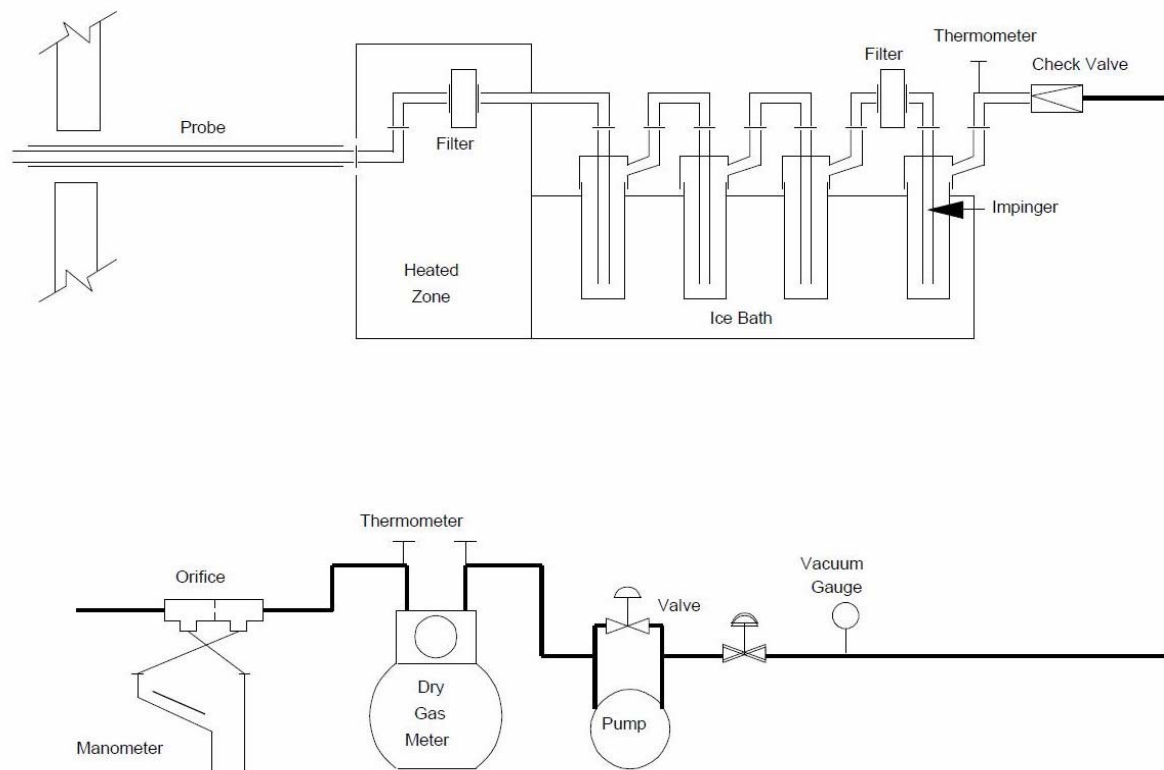 Thermometer
Filter
Check Valve
Probe
Filter
Impinger
Heated
Zone
Ice Bath
Thermometer
Vacuum
Gauge
Orifice
Valve
Dry
Gas
Meter
Pump
Manometer